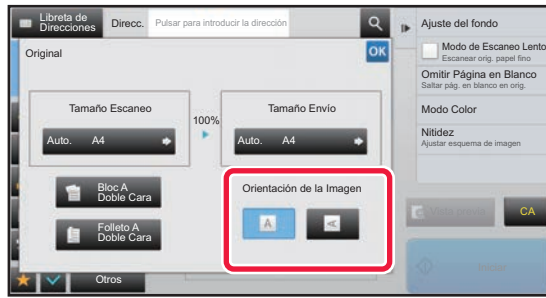 Libreta de
Direcciones
Direcc.
Pulsar para introducir la dirección
Original
OK
Tamaño Escaneo
Auto. A4
100%
Tamaño Envío
Auto. A4
Bloc A
Doble Cara
Folleto A
Doble Cara
Orientación de la Imagen
A
A
Otros
Ajuste del fondo
Modo de Escaneo Lento
Escanear orig. papel fino
Omitir Página en Blanco
Saltar pág. en blanco en orig.
Modo Color
Nitidez
Ajustar esquema de imagen
CA